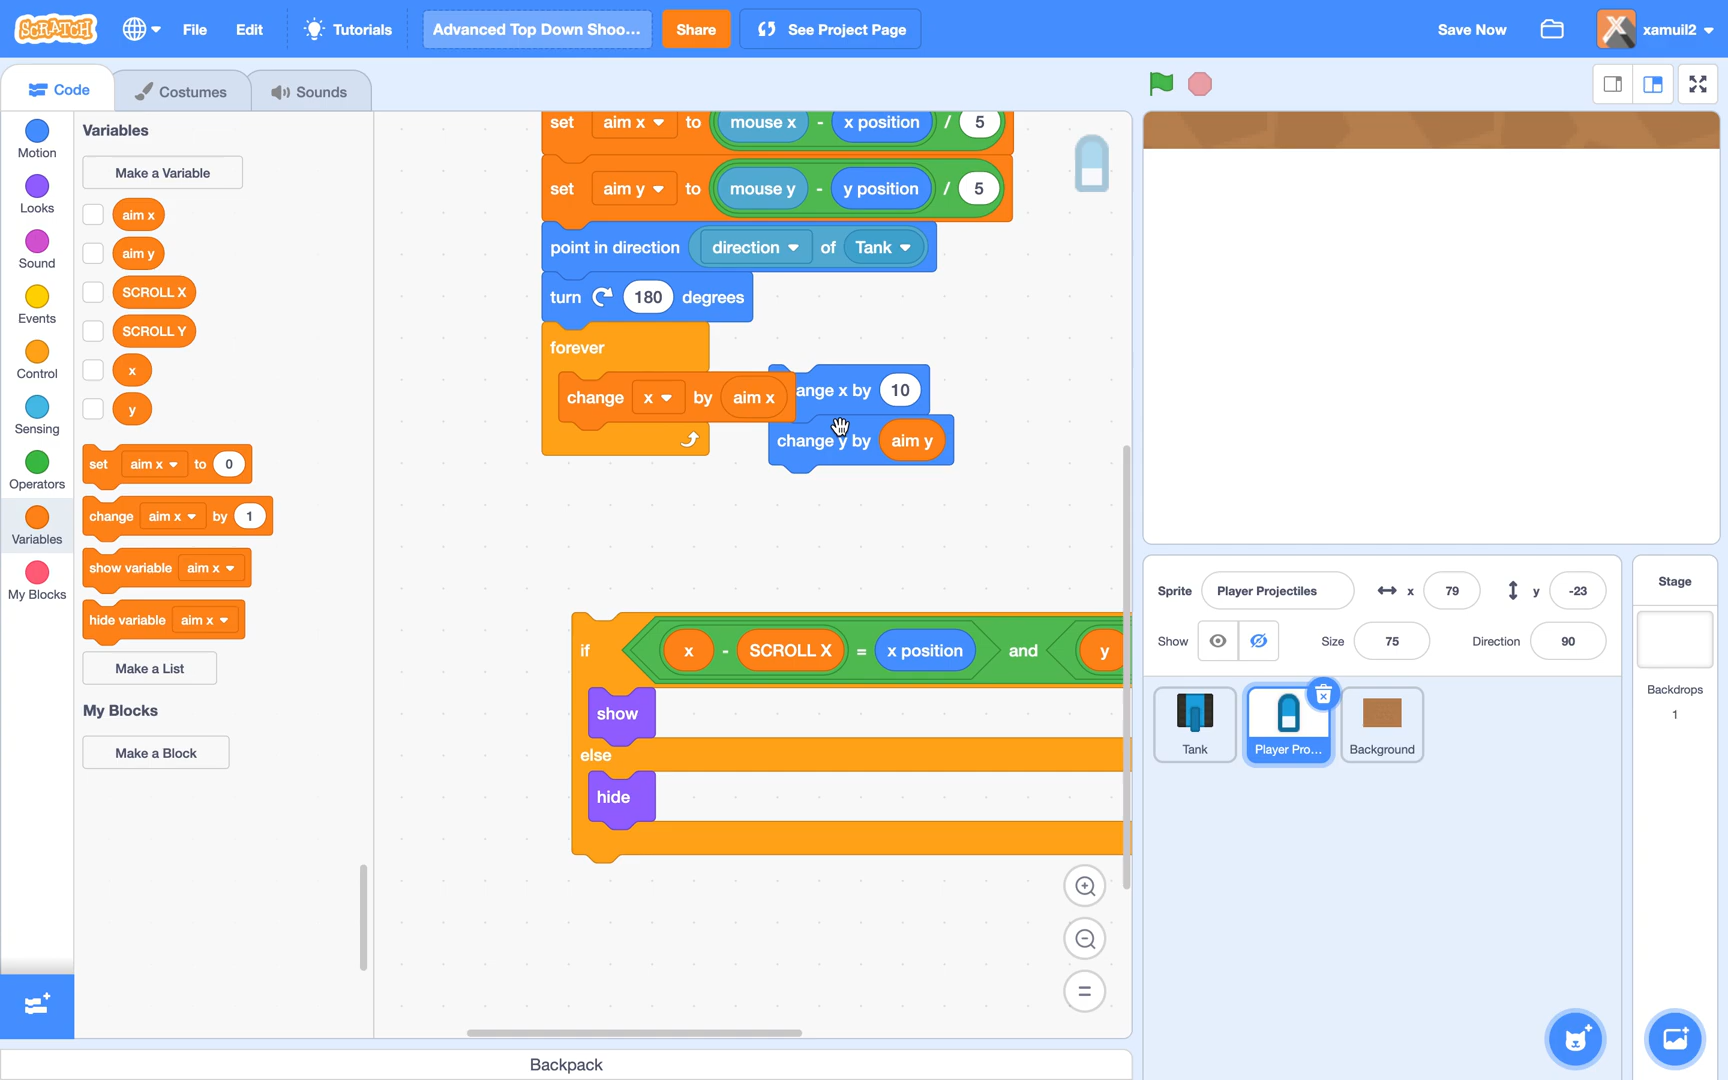 SCRATCH File Edit Tutorials Advanced Top Down Shoo... Share See Project Page Save Now xamuil2
Code Costumes Sounds
Motion
Looks
Sound
Events
Control
Sensing
Operators
Variables
My Blocks
Variables
Make a Variable
aim x
aim y
SCROLL X
SCROLL Y
x
y
set aim x to 0
change aim x by 1
show variable aim x
hide variable aim x
Make a List
My Blocks
Make a Block
set aim x to mouse x - x position / 5
set aim y to mouse y - y position / 5
point in direction direction of Tank
turn 180 degrees
forever
change x by aim x
ange x by 10
change y by aim y
if x - SCROLL X = x position and y
show
else
hide
Backpack
Sprite Player Projectiles x 79 y -23
Show Size 75 Direction 90
Tank
Player Pro...
Background
Stage
Backdrops
1